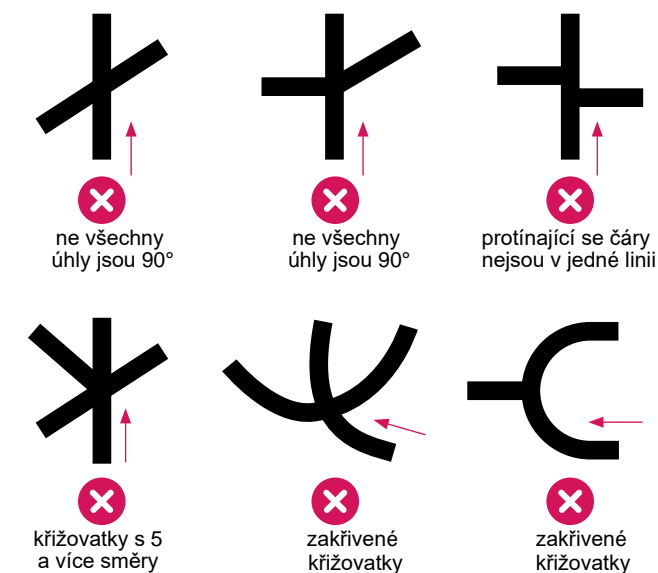 ne všechny
úhly jsou 90°
ne všechny
úhly jsou 90°
protínající se čáry
nejsou v jedné linii
křižovatky s 5
a více směry
zakřivené
křižovatky
zakřivené
křižovatky